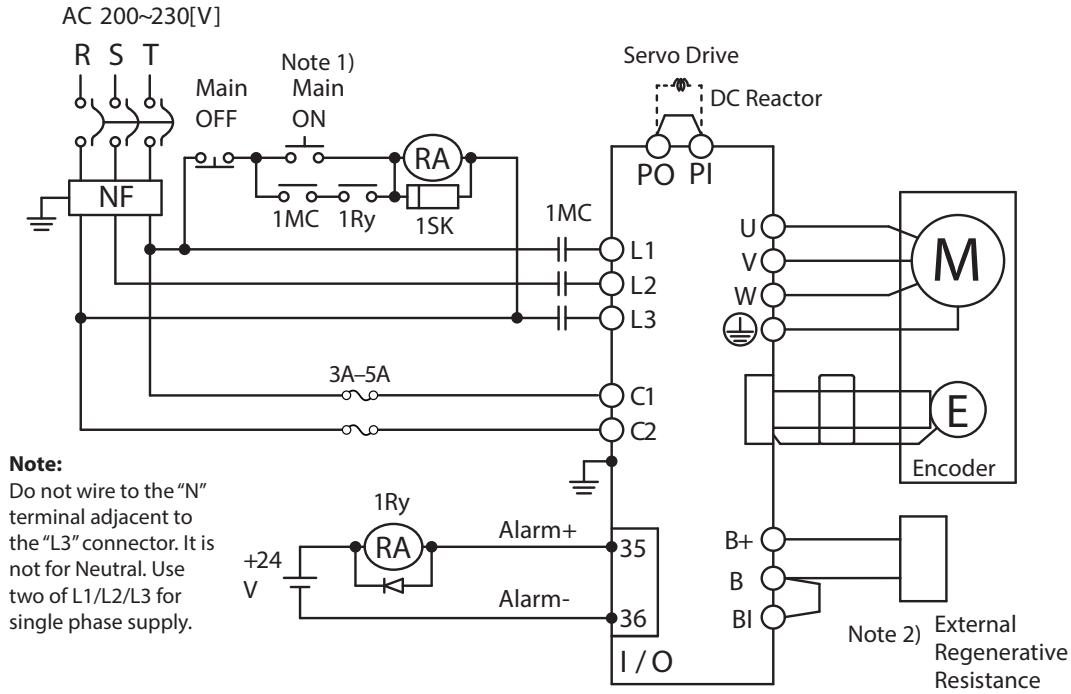 AC 200~230[V]
R S T
Note 1)
Main
OFF
Main
ON
RA
NF
1MC
1Ry
1SK
1MC
Servo Drive
DC Reactor
PO
PI
L1
L2
L3
U
V
W
M
3A–5A
C1
C2
E
Encoder
Note:
Do not wire to the “N”
terminal adjacent to
the “L3” connector. It is
not for Neutral. Use
two of L1/L2/L3 for
single phase supply.
1Ry
RA
+24
V
Alarm+
Alarm-
35
36
I / O
B+
B
BI
Note 2)
External
Regenerative
Resistance